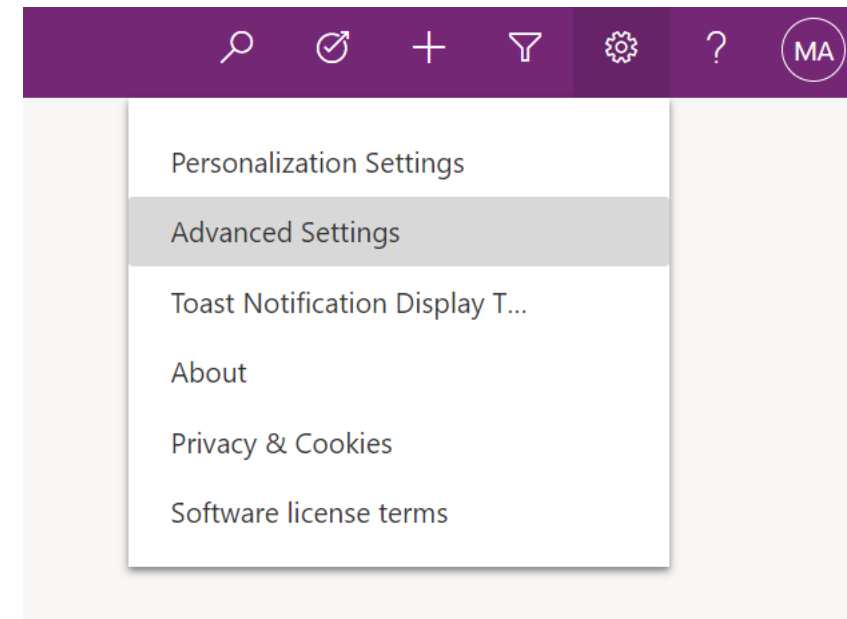 ?
MA
Personalization Settings
Advanced Settings
Toast Notification Display T...
About
Privacy & Cookies
Software license terms